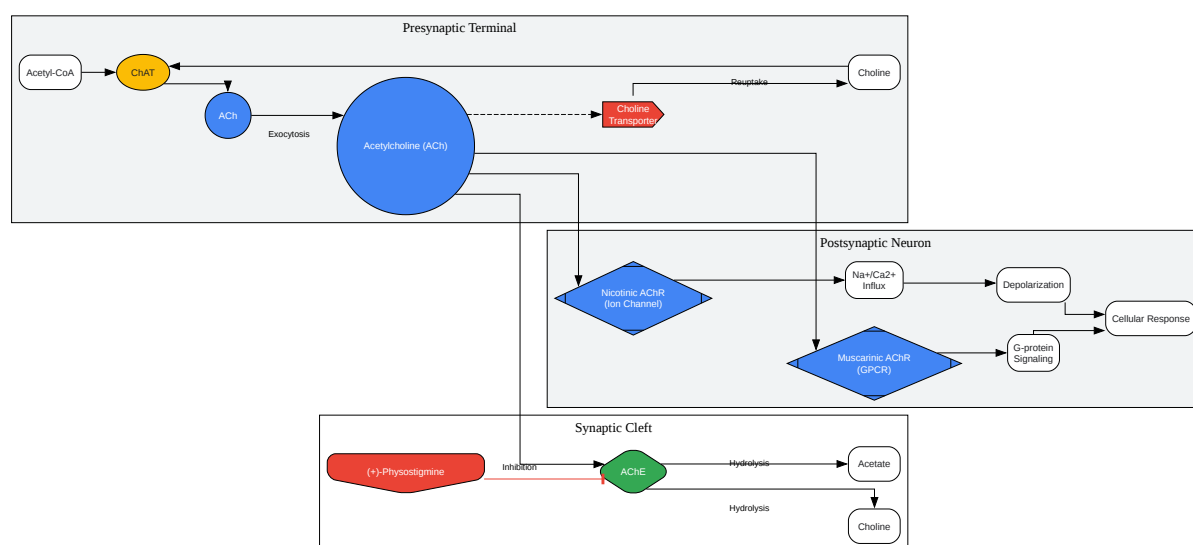 Presynaptic Terminal
Acetyl-CoA
ChAT
Choline
Reuptake
ACh
Exocytosis
Choline
Transporter
Acetylcholine (ACh)
Postsynaptic Neuron
Nicotinic AChR
(Ion Channel)
Na+/Ca2+
Influx
Depolarization
Cellular Response
Muscarinic AChR
(GPCR)
G-protein
Signaling
Synaptic Cleft
(+)-Physostigmine
Inhibition
AChE
Hydrolysis
Acetate
Hydrolysis
Choline